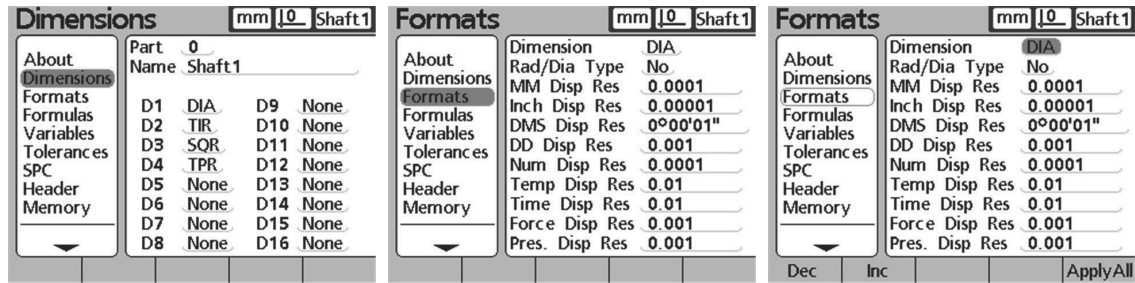 Dimensions mm 0 Shaft1
About
Dimensions
Formats
Formulas
Variables
Tolerances
SPC
Header
Memory
Part 0
Name Shaft1
D1 DIA D9 None
D2 TIR D10 None
D3 SQR D11 None
D4 TPR D12 None
D5 None D13 None
D6 None D14 None
D7 None D15 None
D8 None D16 None
Formats mm 0 Shaft1
About
Dimensions
Formats
Formulas
Variables
Tolerances
SPC
Header
Memory
Dimension DIA
Rad/Dia Type No
MM Disp Res 0.0001
Inch Disp Res 0.00001
DMS Disp Res 0°00'01"
DD Disp Res 0.001
Num Disp Res 0.0001
Temp Disp Res 0.01
Time Disp Res 0.01
Force Disp Res 0.001
Pres. Disp Res 0.001
Formats mm 0 Shaft1
About
Dimensions
Formats
Formulas
Variables
Tolerances
SPC
Header
Memory
Dimension DIA
Rad/Dia Type No
MM Disp Res 0.0001
Inch Disp Res 0.00001
DMS Disp Res 0°00'01"
DD Disp Res 0.001
Num Disp Res 0.0001
Temp Disp Res 0.01
Time Disp Res 0.01
Force Disp Res 0.001
Pres. Disp Res 0.001
Dec Inc ApplyAll